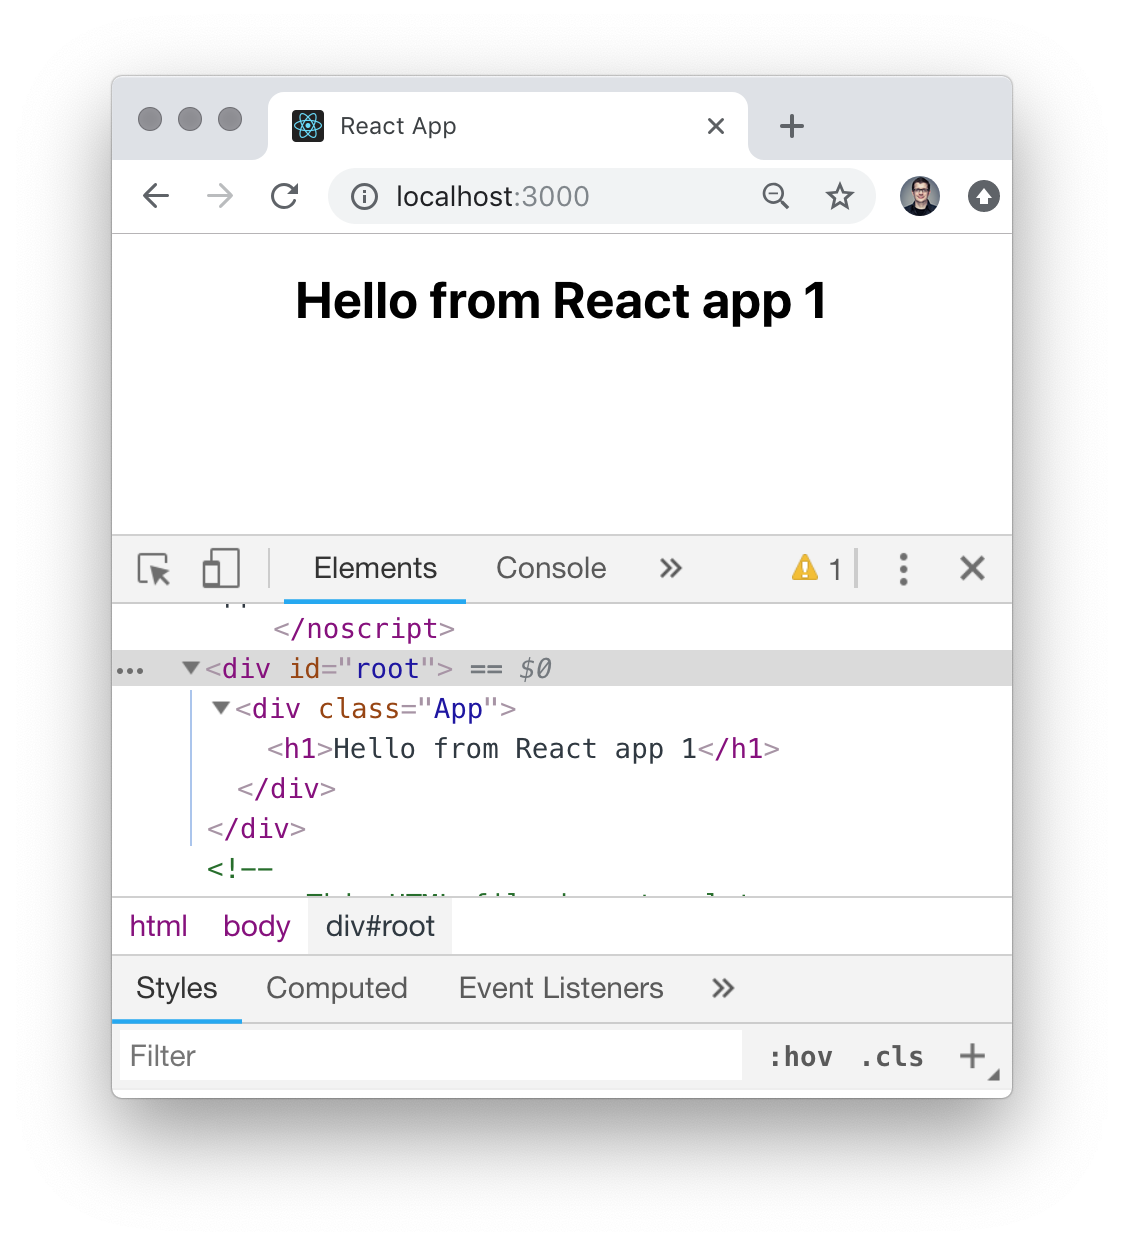 React App
localhost:3000
Hello from React app 1
Elements Console » 1
</noscript>
••• ▼<div id="root"> == $0
▼<div class="App">
<h1>Hello from React app 1</h1>
</div>
</div>
<!--
html body div#root
Styles Computed Event Listeners »
Filter :hov .cls +